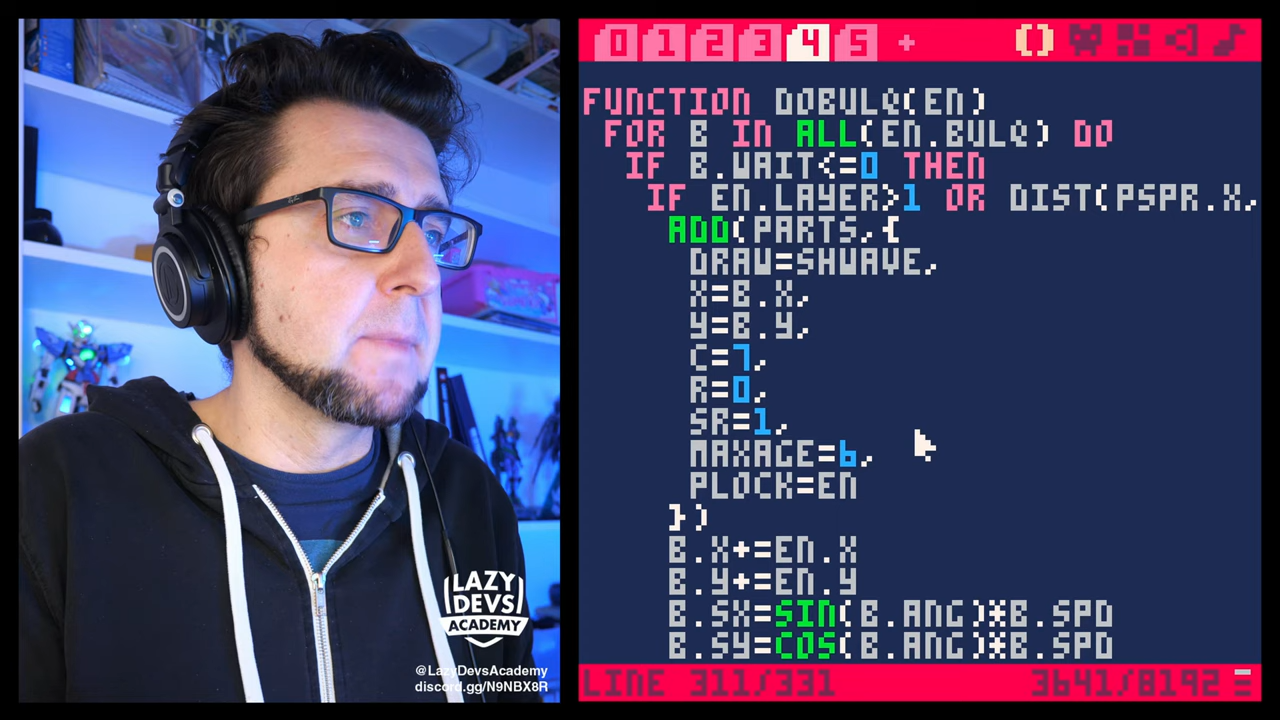 0 1 2 3 4 5 + ()
FUNCTION DOBULQ(EN)
FOR B IN ALL(EN.BULQ) DO
IF B.WAIT<=0 THEN
IF EN.LAYER>1 OR DIST(PSPR.X,
ADD(PARTS,{
DRAW=SHWAVE,
X=B.X,
Y=B.Y,
C=7,
R=0,
SR=1,
MAXAGE=6,
PLOCK=EN
})
B.X+=EN.X
B.Y+=EN.Y
B.SX=SIN(B.ANG)*B.SPD
B.SY=COS(B.ANG)*B.SPD
LINE 311/331 3641/8192
LAZY
DEVS
ACADEMY
@LazyDevsAcademy
discord.gg/N9NBX8R